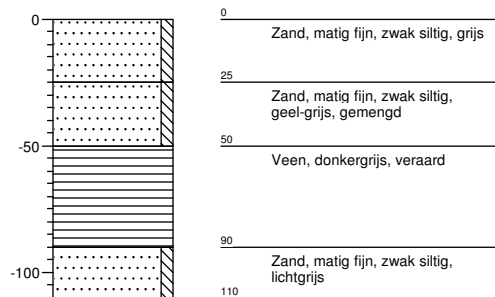 0
0
Zand, matig fijn, zwak siltig, grijs
25
Zand, matig fijn, zwak siltig,
geel-grijs, gemengd
-50
50
Veen, donkergrijs, veraard
90
Zand, matig fijn, zwak siltig,
lichtgrijs
-100
110